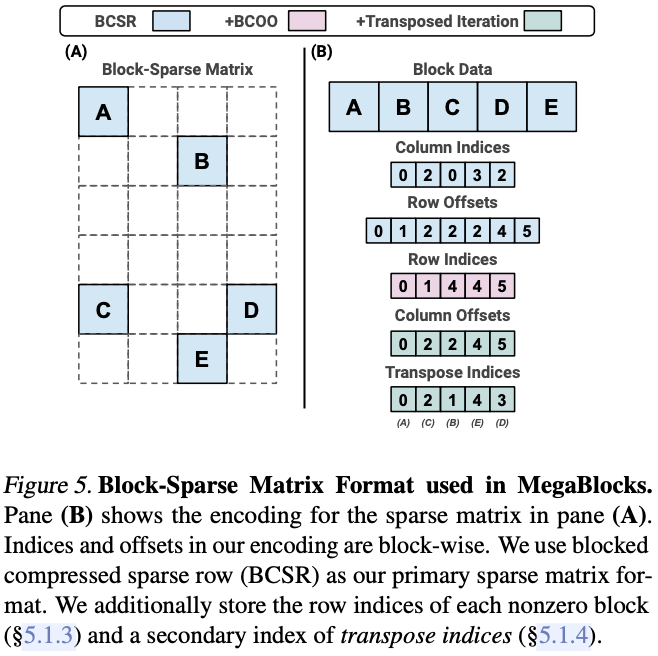 BCSR +BCOO +Transposed Iteration
(A)
Block-Sparse Matrix
A
B
C D
E
(B)
Block Data
A B C D E
Column Indices
0 2 0 3 2
Row Offsets
0 1 2 2 2 4 5
Row Indices
0 1 4 4 5
Column Offsets
0 2 2 4 5
Transpose Indices
0 2 1 4 3
(A) (C) (B) (E) (D)
Figure 5. Block-Sparse Matrix Format used in MegaBlocks.
Pane (B) shows the encoding for the sparse matrix in pane (A).
Indices and offsets in our encoding are block-wise. We use blocked
compressed sparse row (BCSR) as our primary sparse matrix for-
mat. We additionally store the row indices of each nonzero block
(§5.1.3) and a secondary index of transpose indices (§5.1.4).